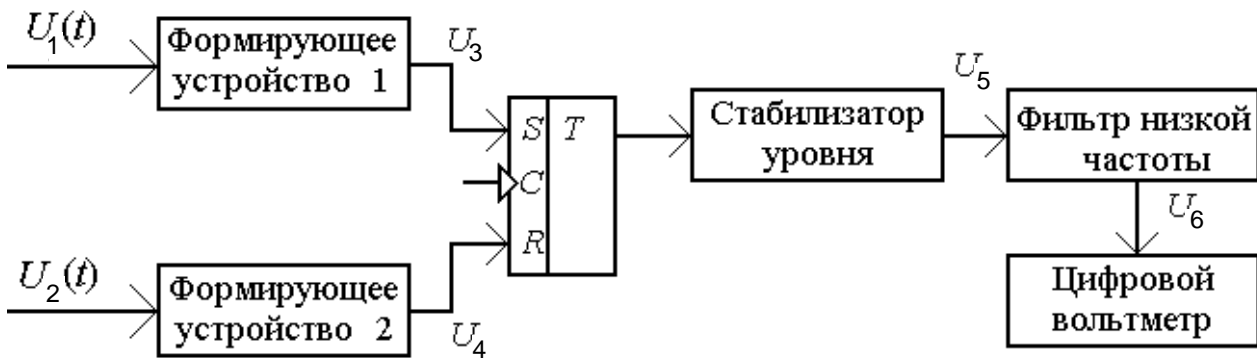 U₁(t)
Формирующее
устройство 1
U₃
S T
C
R
Стабилизатор
уровня
U₅
Фильтр низкой
частоты
U₆
U₂(t)
Формирующее
устройство 2
U₄
Цифровой
вольтметр